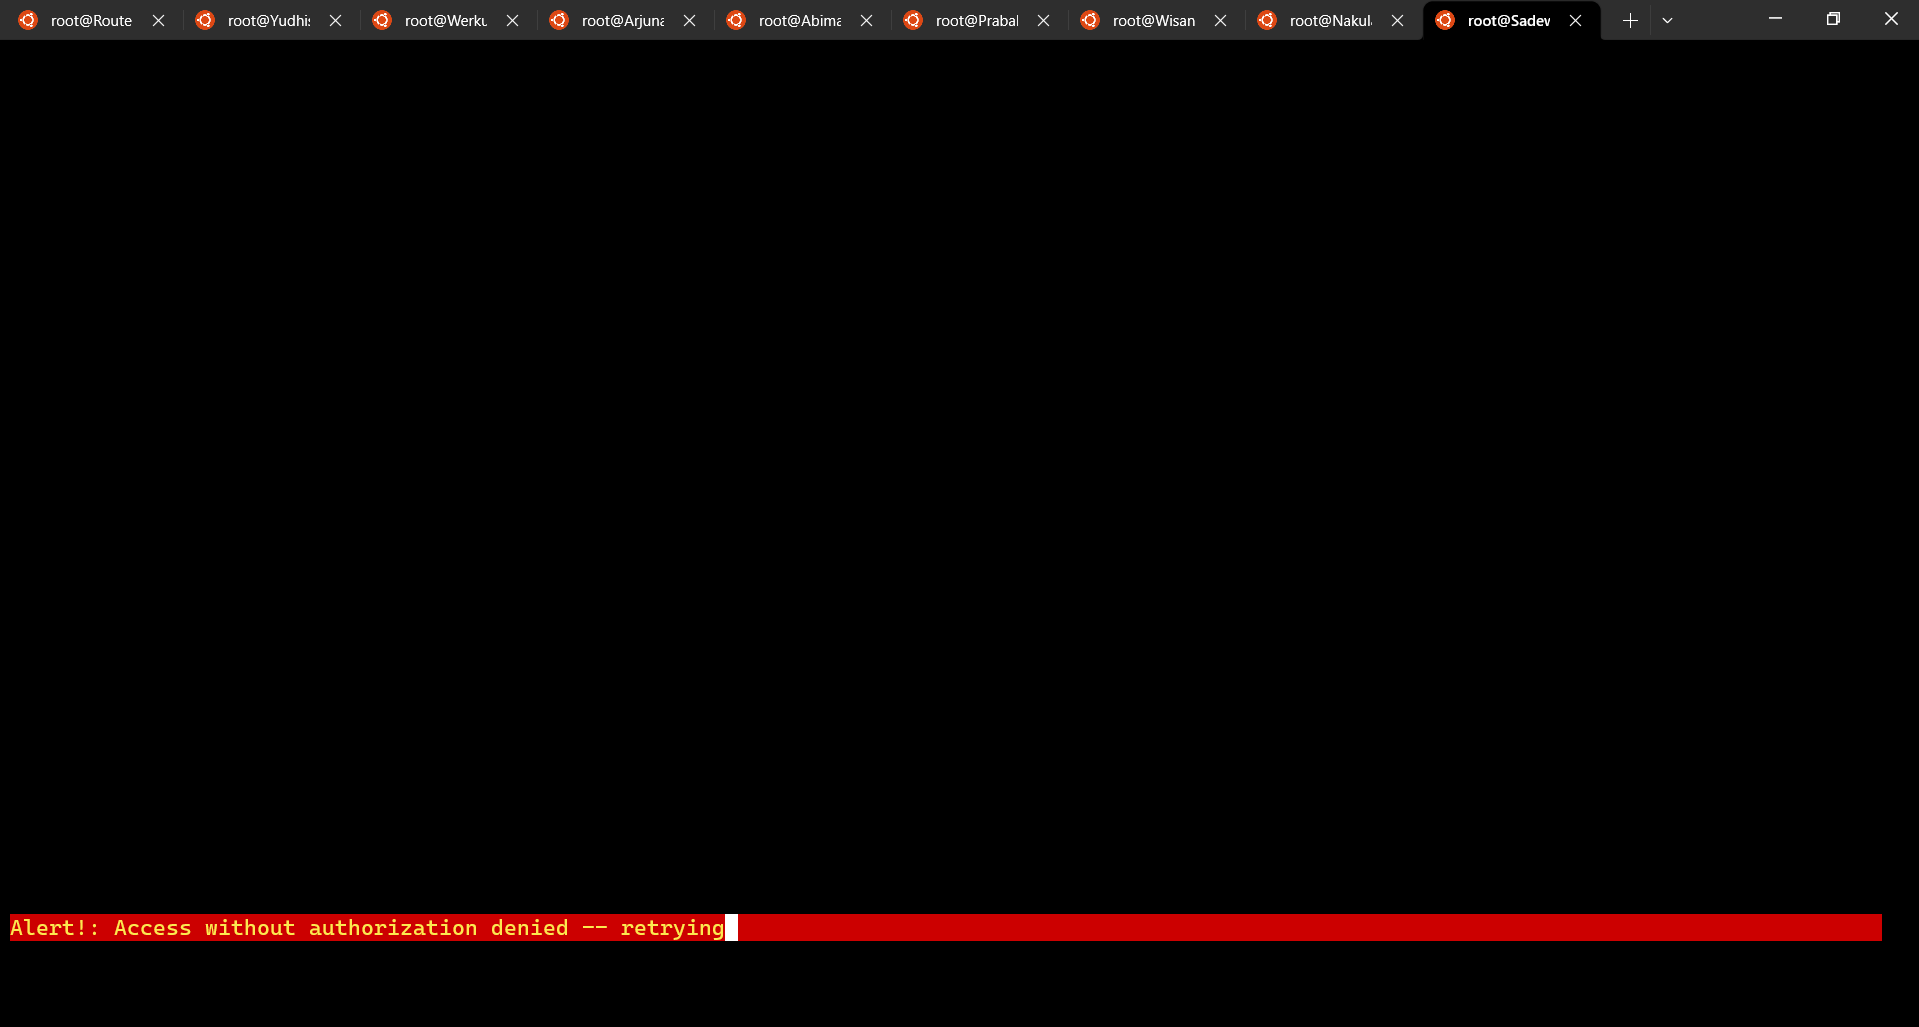 root@Route
root@Yudhis
root@Werku
root@Arjuna
root@Abima
root@Prabal
root@Wisan
root@Nakul
root@Sadev
Alert!: Access without authorization denied -- retrying